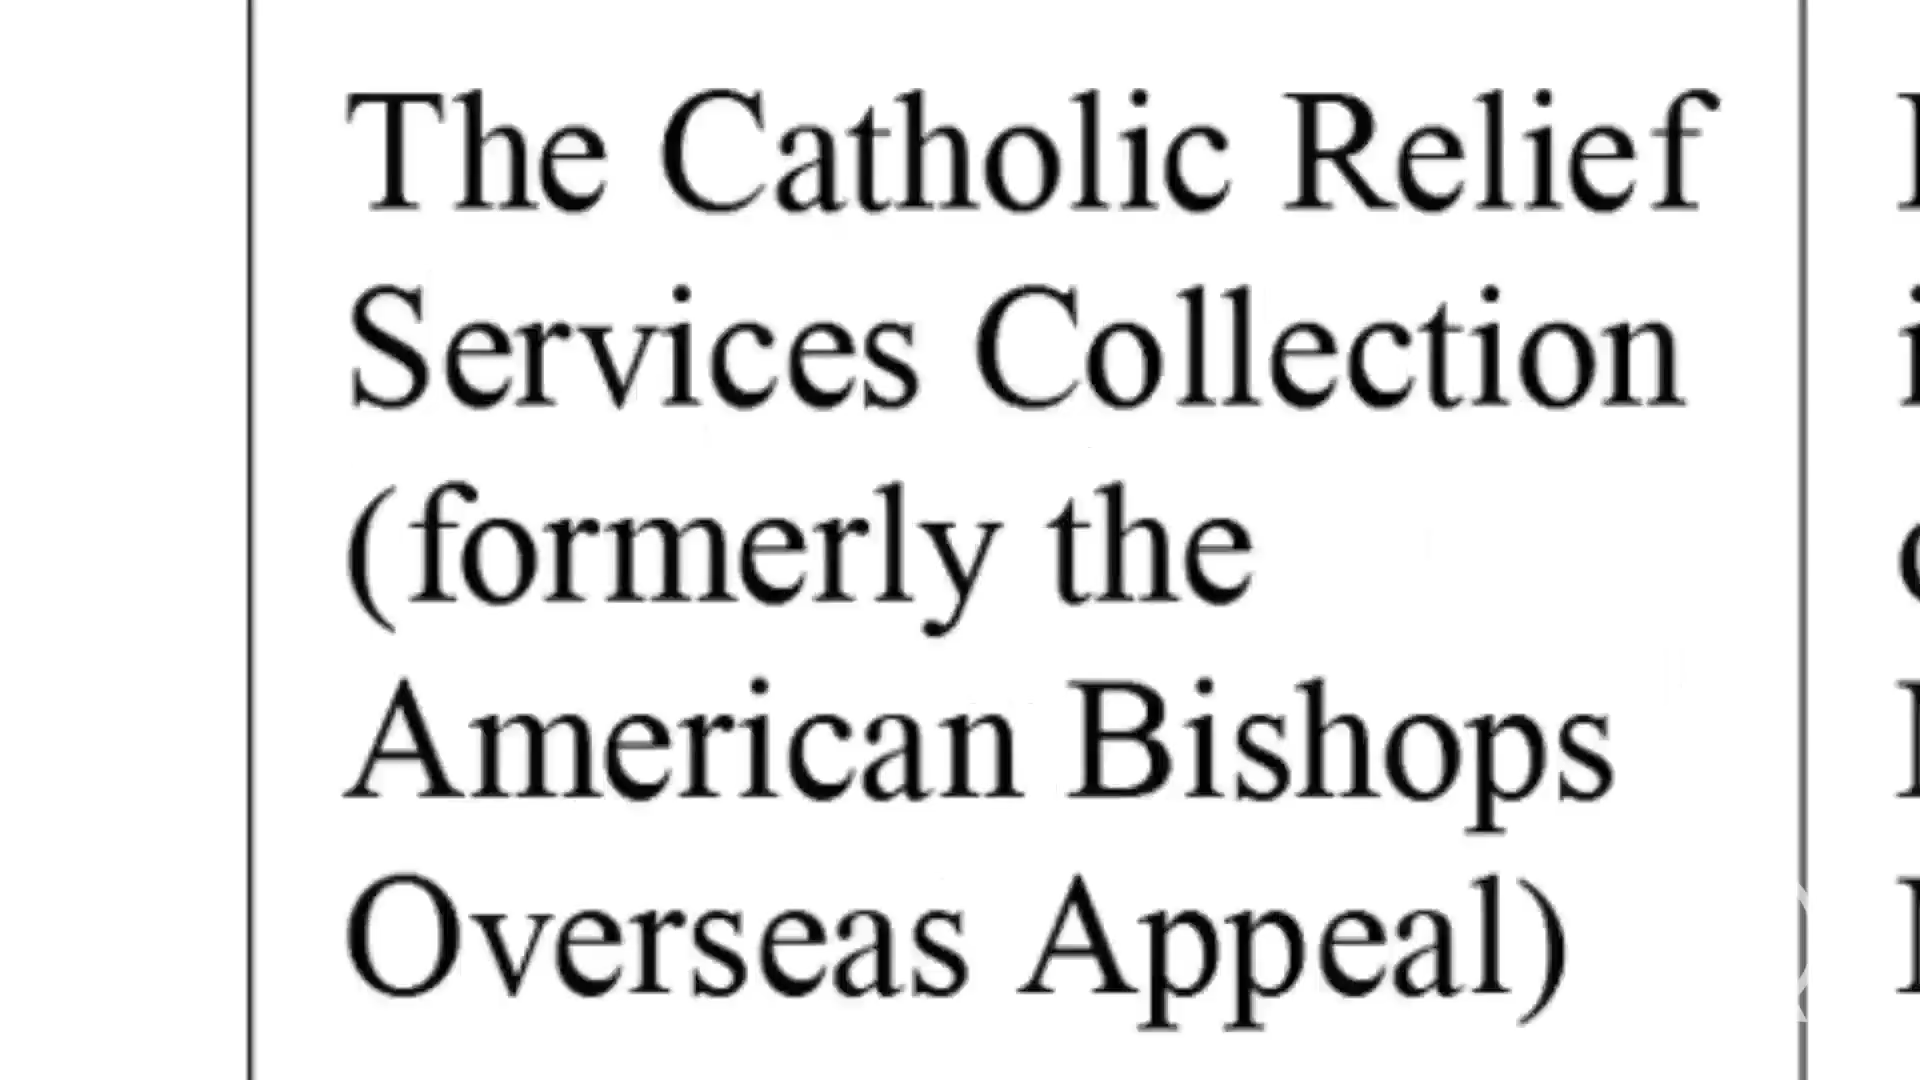 The Catholic Relief
Services Collection
(formerly the
American Bishops
Overseas Appeal)